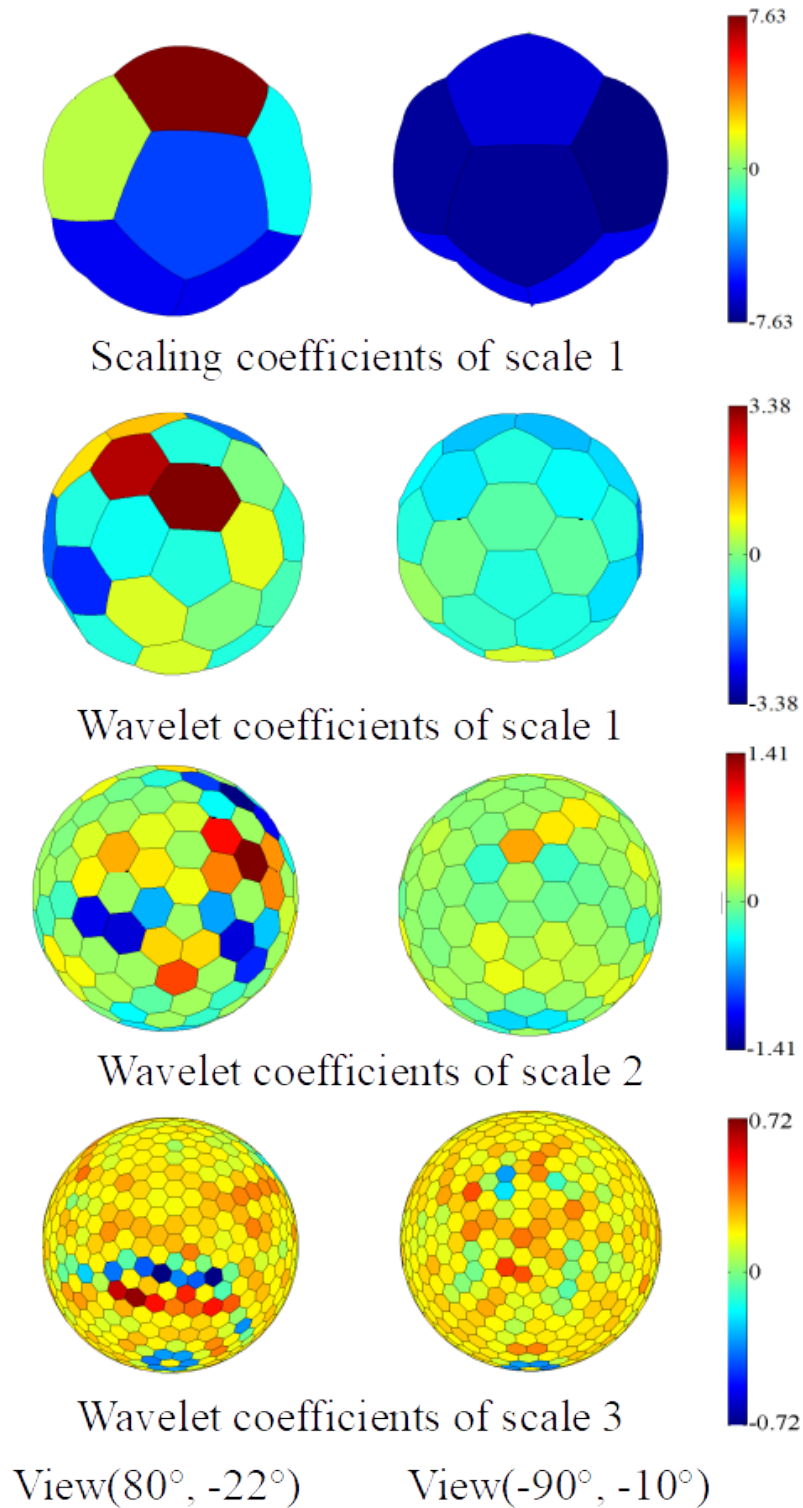 7.63
0
-7.63
Scaling coefficients of scale 1
3.38
0
-3.38
Wavelet coefficients of scale 1
1.41
0
-1.41
Wavelet coefficients of scale 2
0.72
0
-0.72
Wavelet coefficients of scale 3
View(80°, -22°) View(-90°, -10°)